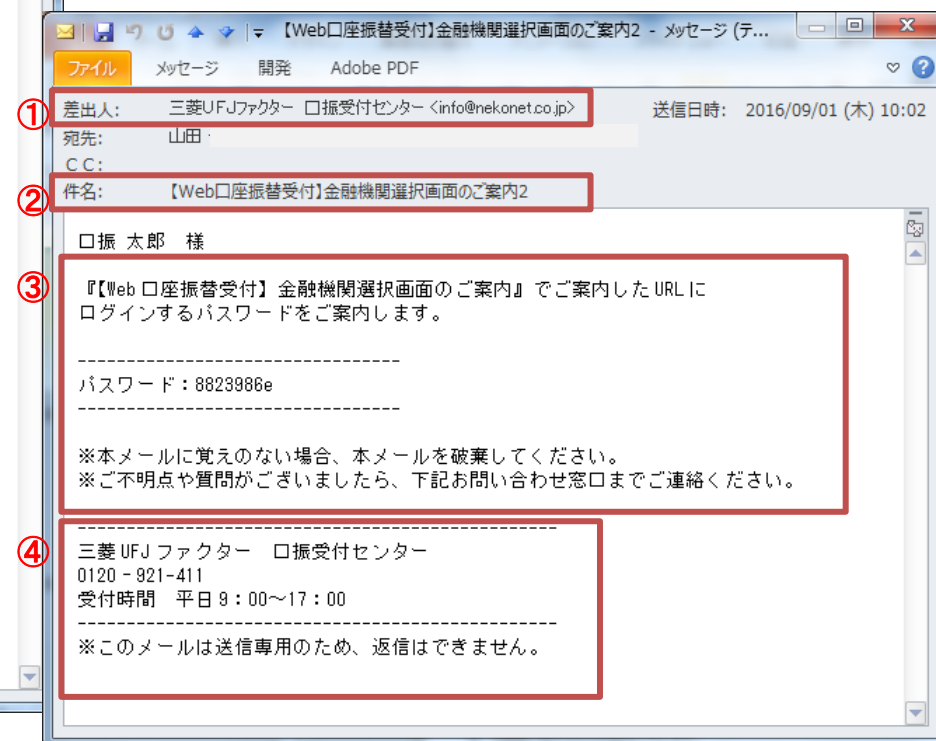 【Web口座振替受付】金融機関選択画面のご案内2 - メッセージ (テ...
ファイル メッセージ 開発 Adobe PDF
① 差出人: 三菱UFJファクター 口振受付センター <info@nekonet.co.jp> 送信日時: 2016/09/01 (木) 10:02
宛先: 山田
CC:
② 件名: 【Web口座振替受付】金融機関選択画面のご案内2
口振 太郎 様
③ 『【Web 口座振替受付】金融機関選択画面のご案内』でご案内した URL に
ログインするパスワードをご案内します。
---------------------------------
パスワード：8823986e
---------------------------------
※本メールに覚えのない場合、本メールを破棄してください。
※ご不明点や質問がございましたら、下記お問い合わせ窓口までご連絡ください。
-------------------------------------------------
④ 三菱 UFJ ファクター 口振受付センター
0120－921-411
受付時間 平日 9：00～17：00
-------------------------------------------------
※このメールは送信専用のため、返信はできません。